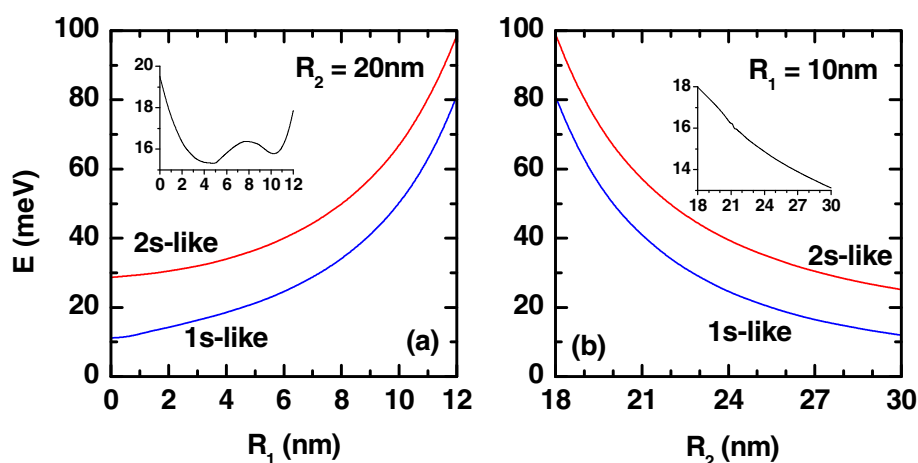 E (meV)
100
80
60
40
20
0
0 2 4 6 8 10 12
R₁ (nm)
R₂ = 20nm
2s-like
1s-like
(a)
20
18
16
14
0 2 4 6 8 10 12
100
80
60
40
20
0
18 21 24 27 30
R₂ (nm)
R₁ = 10nm
2s-like
1s-like
(b)
18
16
14
18 21 24 27 30